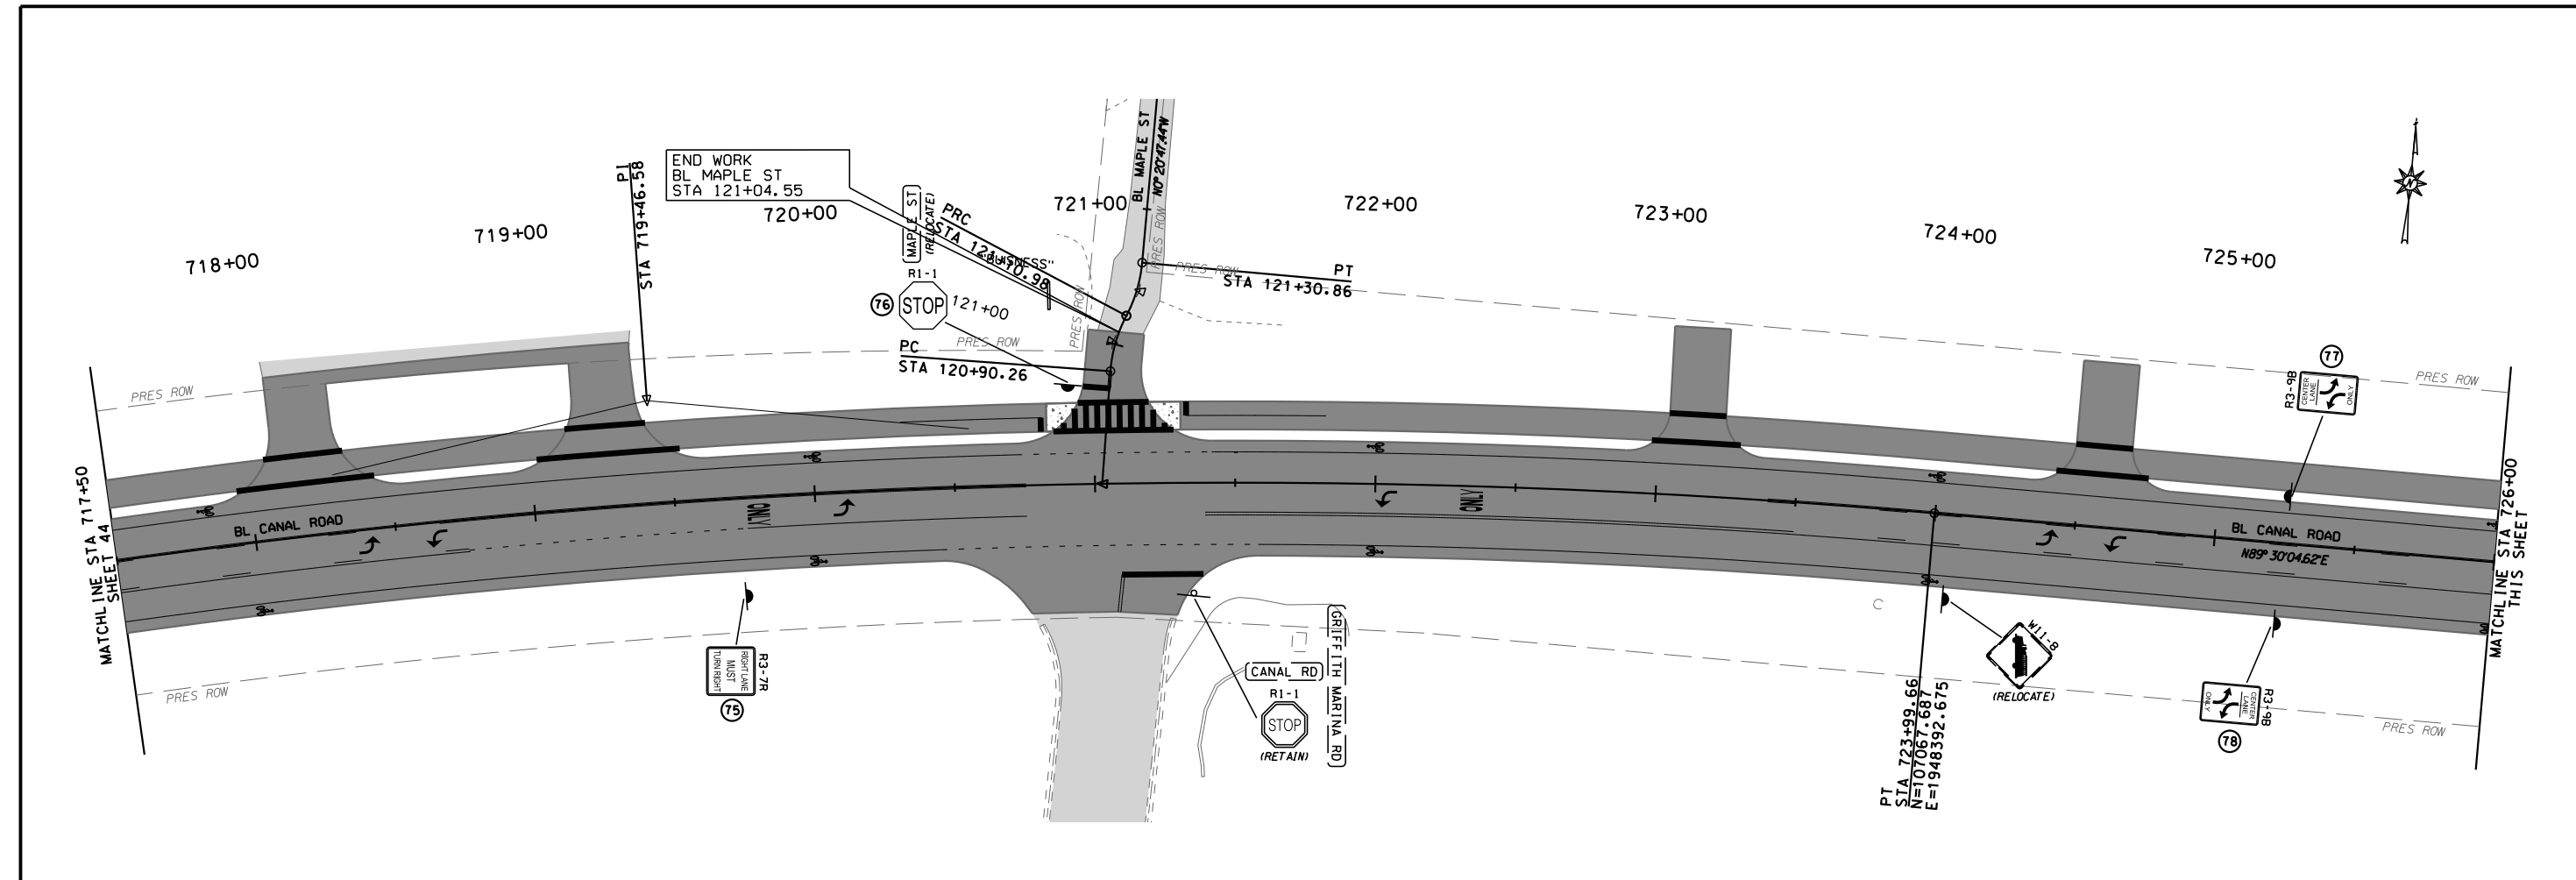 718+00
719+00
720+00
721+00
722+00
723+00
724+00
725+00
PI
STA 719+46.58
END WORK
BL MAPLE ST
STA 121+04.55
MAPLE ST
(RELOCATE)
PRC
STA 121+10.98
R1-1
76
STOP
121+00
PC
STA 120+90.26
BL MAPLE ST
N0° 20'47.44"W
PRES ROW
PRES ROW
PRES ROW
PRES ROW
PT
STA 121+30.86
N
77
R3-9B
CENTER
LANE
ONLY
PRES ROW
PRES ROW
MATCHLINE STA 717+50
SHEET 44
BL CANAL ROAD
ONLY
ONLY
BL CANAL ROAD
N89° 30'04.62"E
MATCHLINE STA 726+00
THIS SHEET
PRES ROW
RIGHT LANE
MUST
TURN RIGHT
R3-7R
75
CANAL RD
GRIFFITH MARINA RD
R1-1
STOP
(RETAIN)
PT
STA 723+99.66
N=107067.687
E=1948392.675
W11-8
(RELOCATE)
CENTER
LANE
ONLY
R3-9B
78
PRES ROW